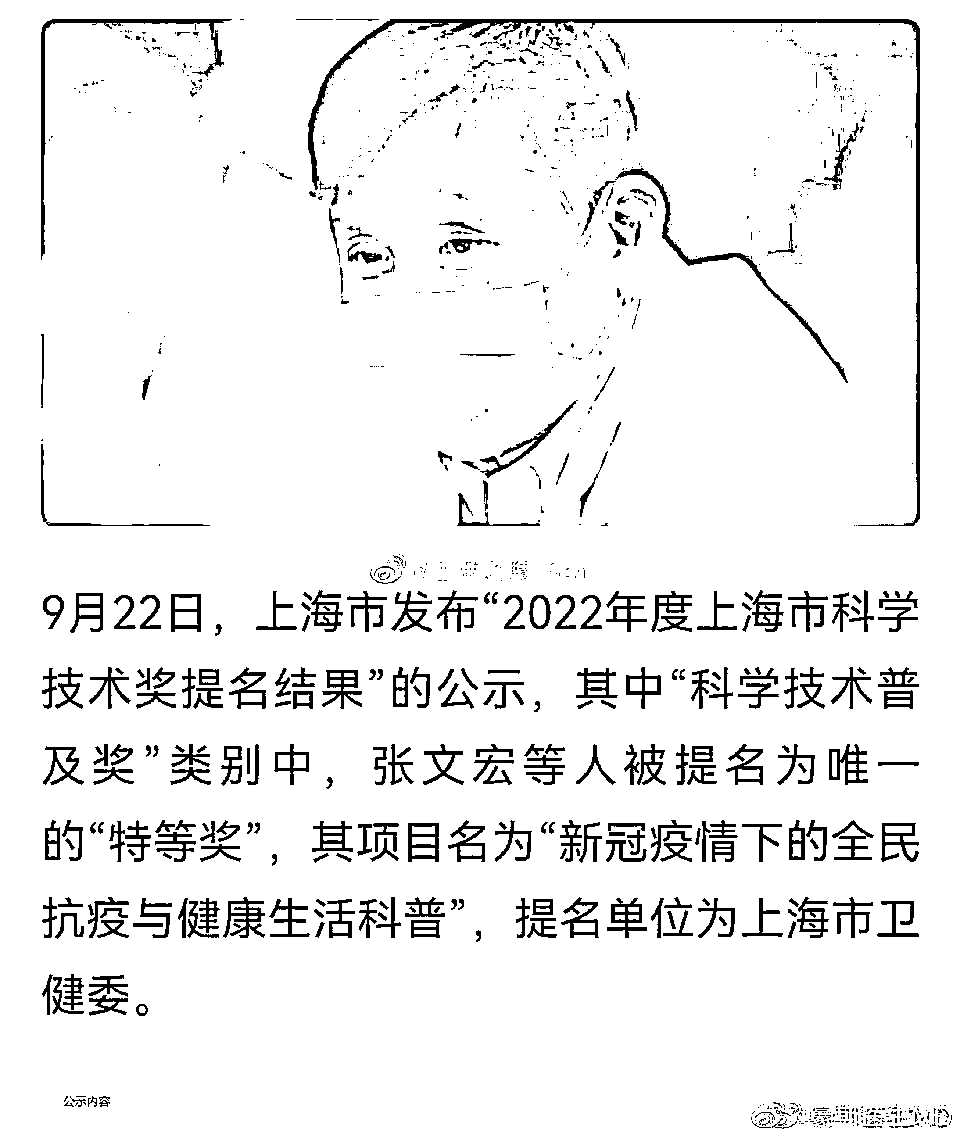 9月22日，上海市发布“2022年度上海市科学
技术奖提名结果”的公示，其中“科学技术普
及奖”类别中，张文宏等人被提名为唯一
的“特等奖”，其项目名为“新冠疫情下的全民
抗疫与健康生活科普”，提名单位为上海市卫
健委。
公示内容